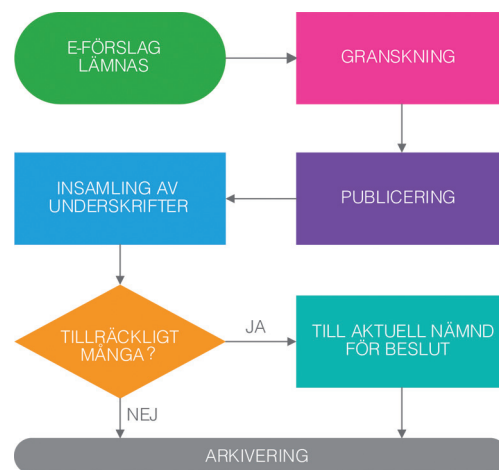 E-FÖRSLAG
LÄMNAS
GRANSKNING
PUBLICERING
INSAMLING AV
UNDERSKRIFTER
TILLRÄCKLIGT
MÅNGA?
JA
TILL AKTUELL NÄMND
FÖR BESLUT
NEJ
ARKIVERING